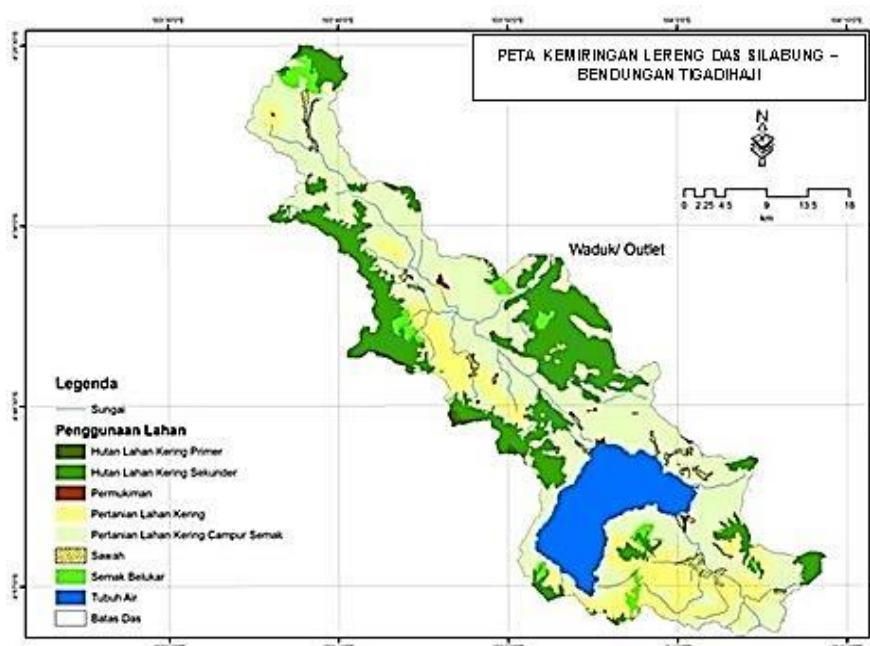 PETA KEMIRINGAN LERENG DAS SILABUNG –
BENDUNGAN TIGADIHAJI
N
0 2.25 4.5 9 13.5 18
km
Waduk/ Outlet
Legenda
Sungai
Penggunaan Lahan
Hutan Lahan Kering Primer
Hutan Lahan Kering Sekunder
Permukiman
Pertanian Lahan Kering
Pertanian Lahan Kering Campur Semak
Sawah
Semak Belukar
Tubuh Air
Batas Das